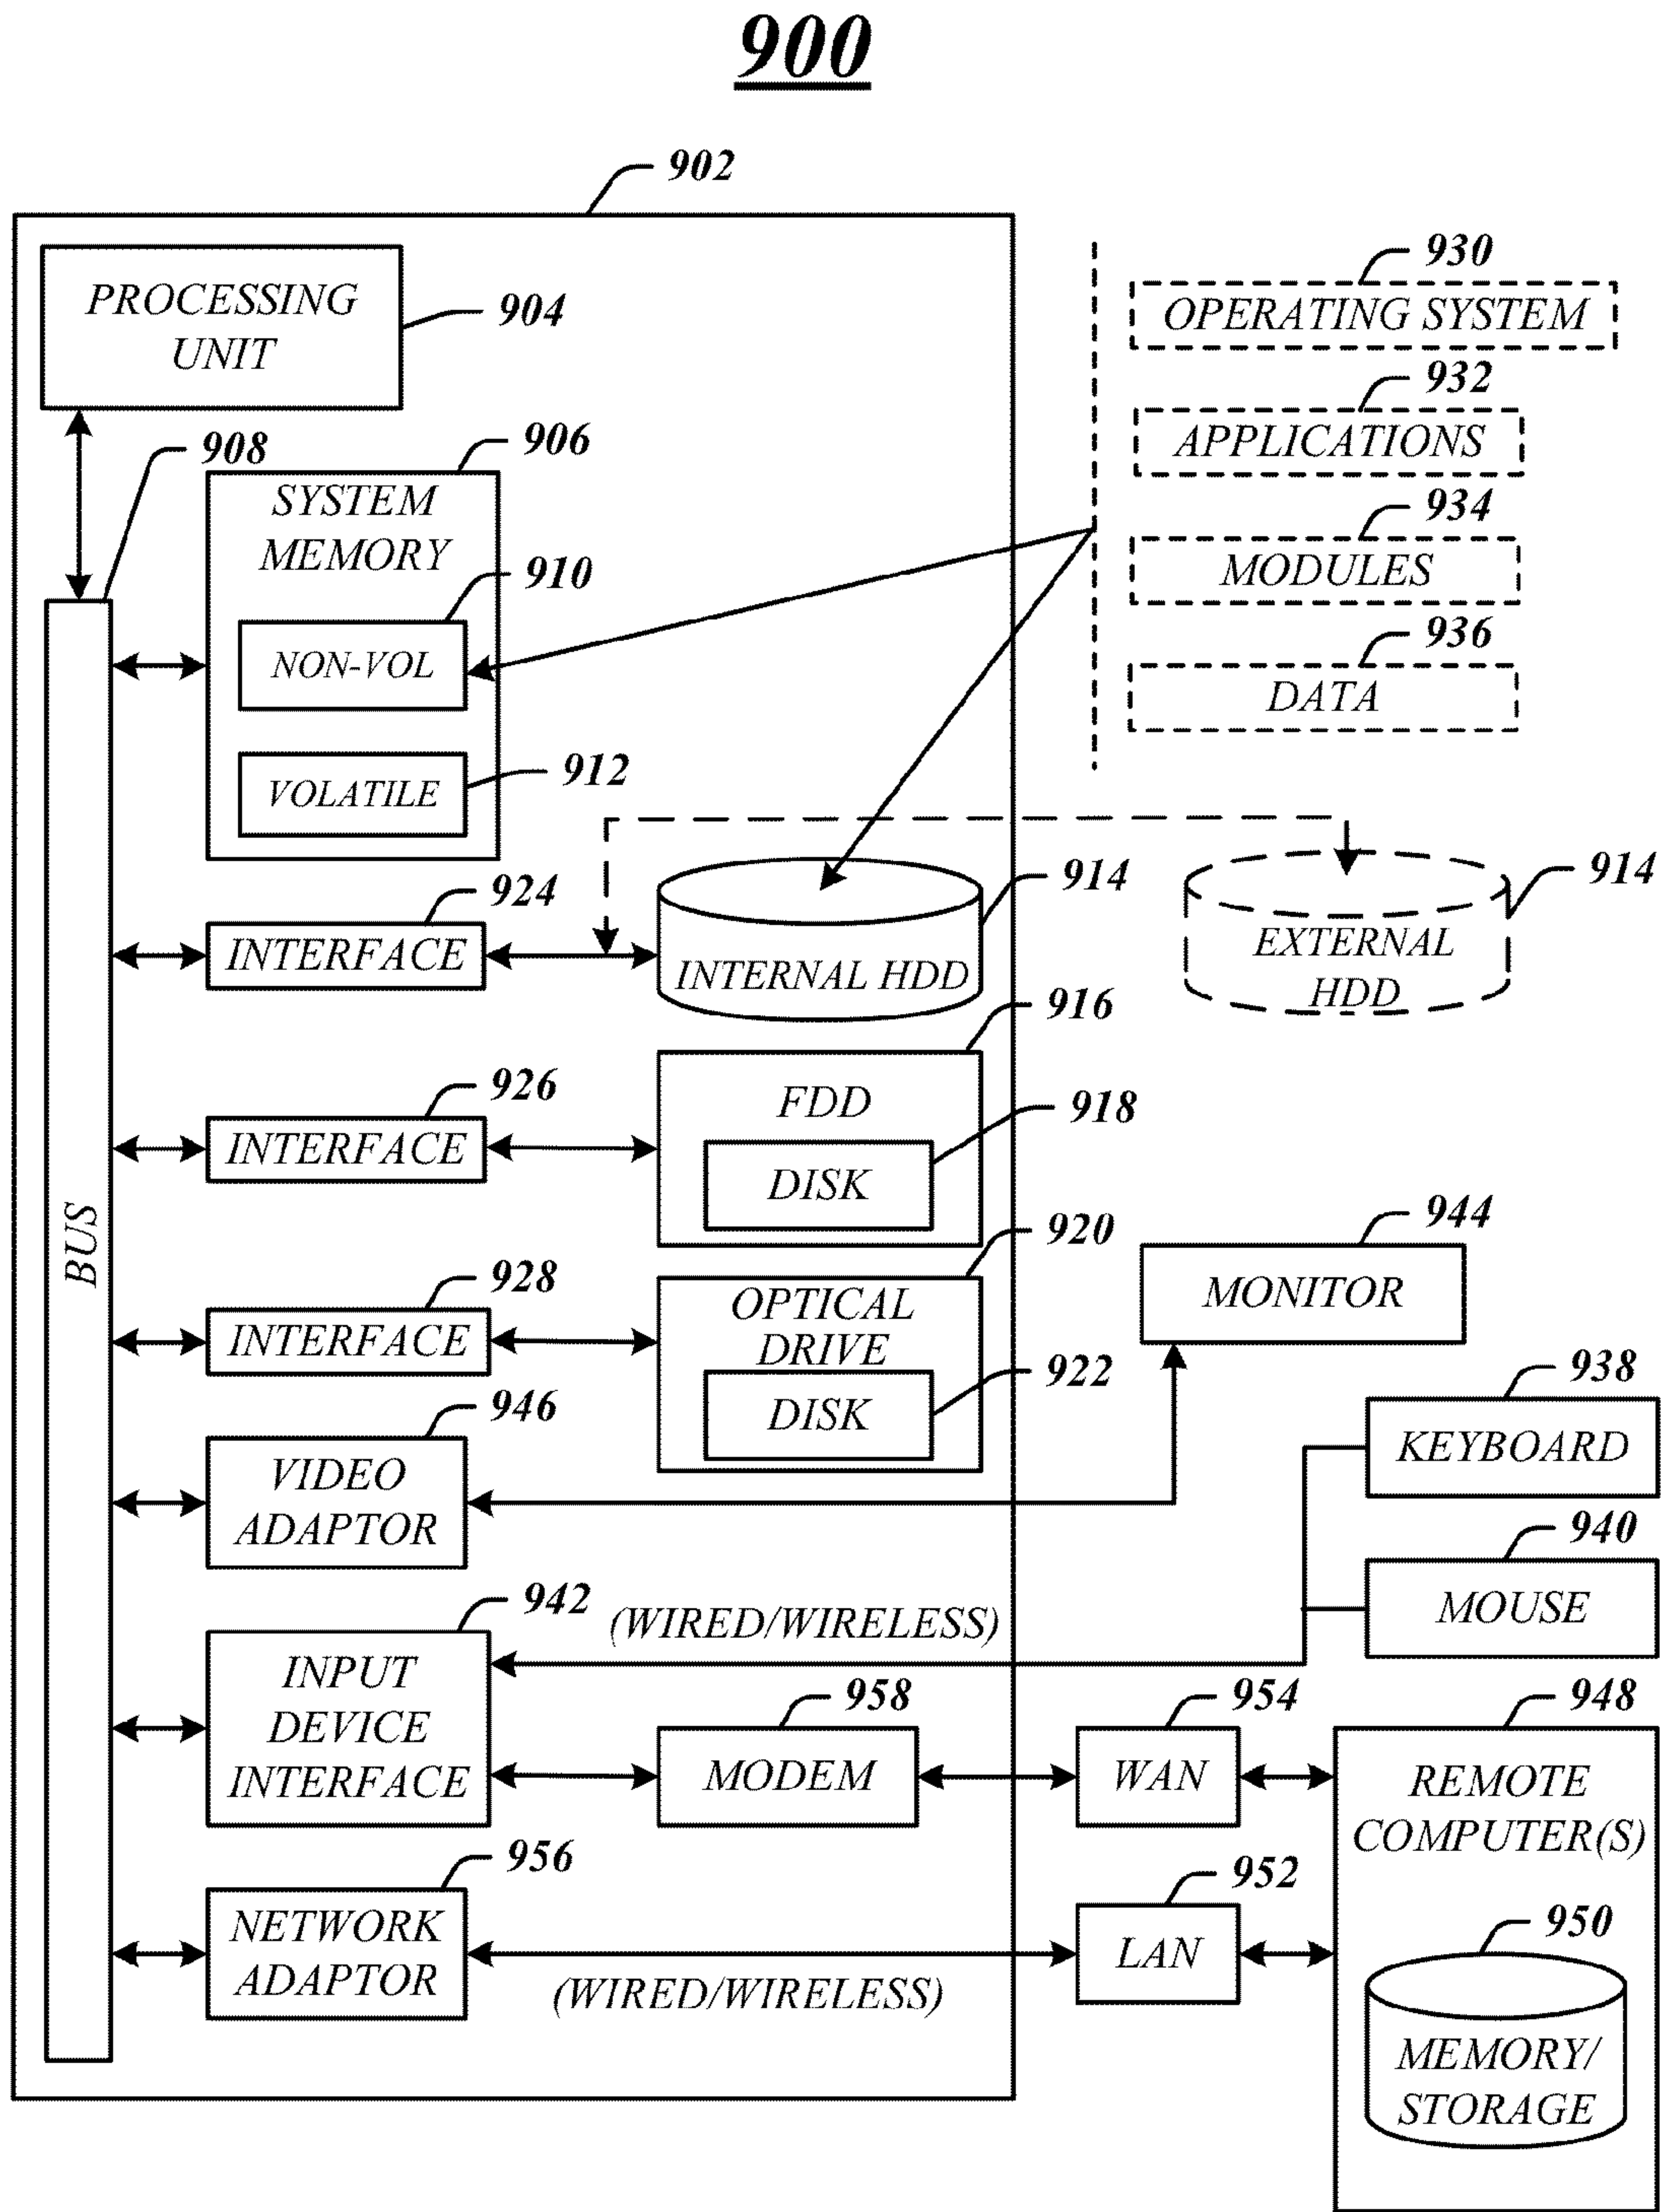 900
902
PROCESSING
UNIT
904
930
OPERATING SYSTEM
932
APPLICATIONS
934
MODULES
936
DATA
908
906
SYSTEM
MEMORY
910
NON-VOL
912
VOLATILE
BUS
924
INTERFACE
914
INTERNAL HDD
914
EXTERNAL
HDD
926
INTERFACE
916
FDD
918
DISK
928
INTERFACE
920
OPTICAL
DRIVE
922
DISK
944
MONITOR
946
VIDEO
ADAPTOR
938
KEYBOARD
940
MOUSE
942
INPUT
DEVICE
INTERFACE
(WIRED/WIRELESS)
958
MODEM
954
WAN
948
REMOTE
COMPUTER(S)
956
NETWORK
ADAPTOR
(WIRED/WIRELESS)
952
LAN
950
MEMORY/
STORAGE